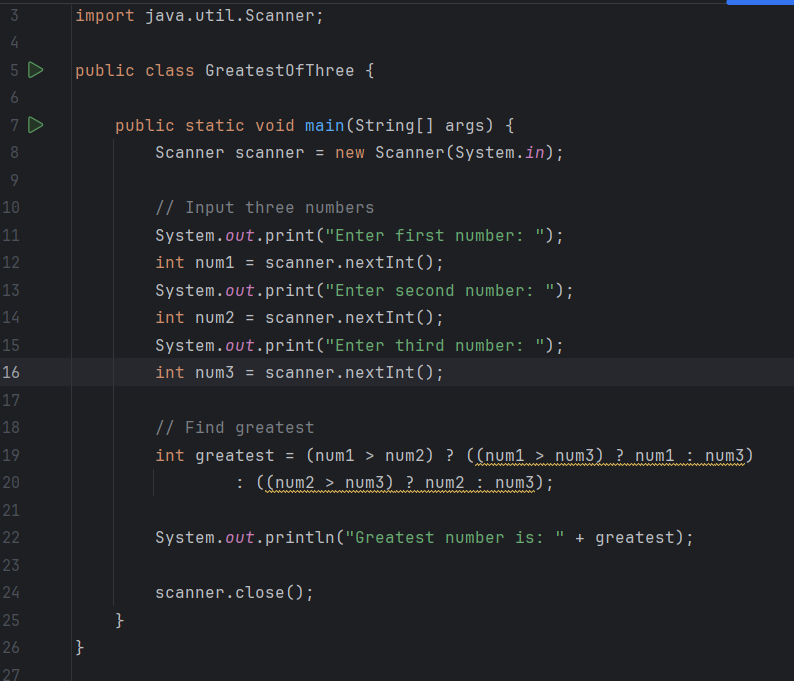 3 import java.util.Scanner;
4
5 public class GreatestOfThree {
6
7 public static void main(String[] args) {
8 Scanner scanner = new Scanner(System.in);
9
10 // Input three numbers
11 System.out.print("Enter first number: ");
12 int num1 = scanner.nextInt();
13 System.out.print("Enter second number: ");
14 int num2 = scanner.nextInt();
15 System.out.print("Enter third number: ");
16 int num3 = scanner.nextInt();
17
18 // Find greatest
19 int greatest = (num1 > num2) ? ((num1 > num3) ? num1 : num3)
20 : ((num2 > num3) ? num2 : num3);
21
22 System.out.println("Greatest number is: " + greatest);
23
24 scanner.close();
25 }
26 }
27